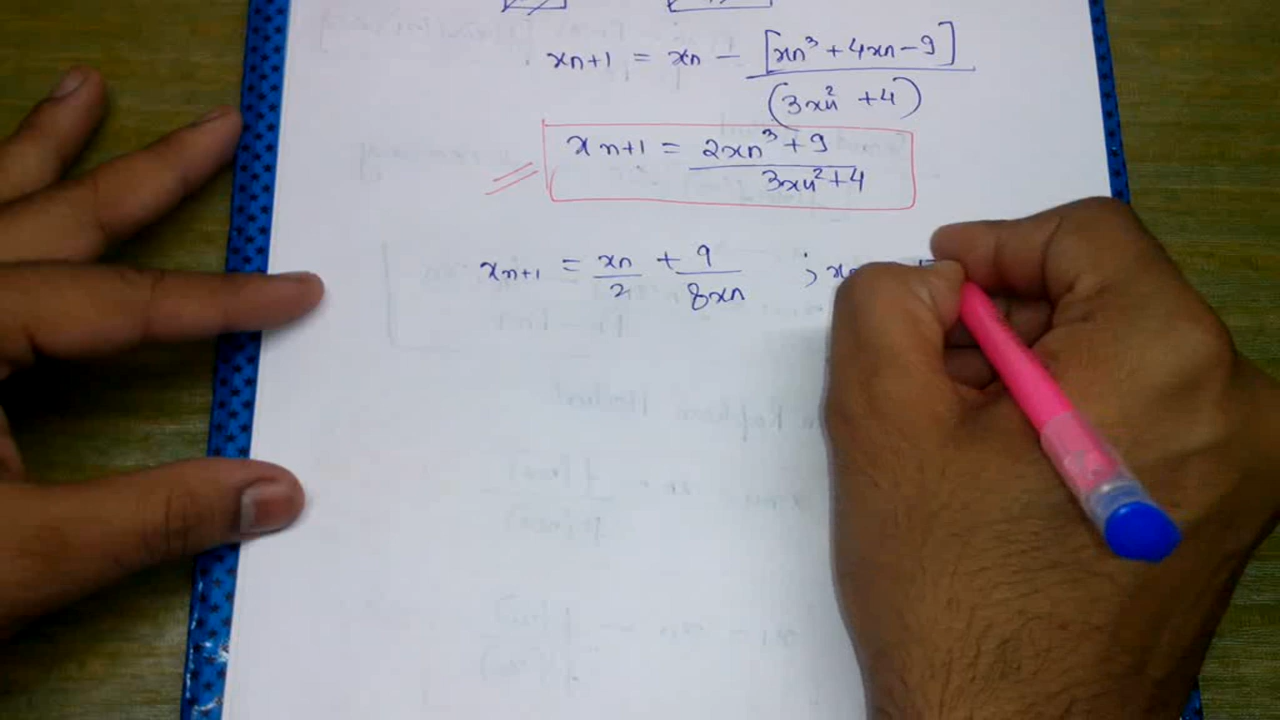 xn+1 = xn - [xn³ + 4xn - 9]
(3xn² + 4)
xn+1 = 2xn³ + 9
3xn² + 4
xn+1 = xn/2 + 9/8xn ; x